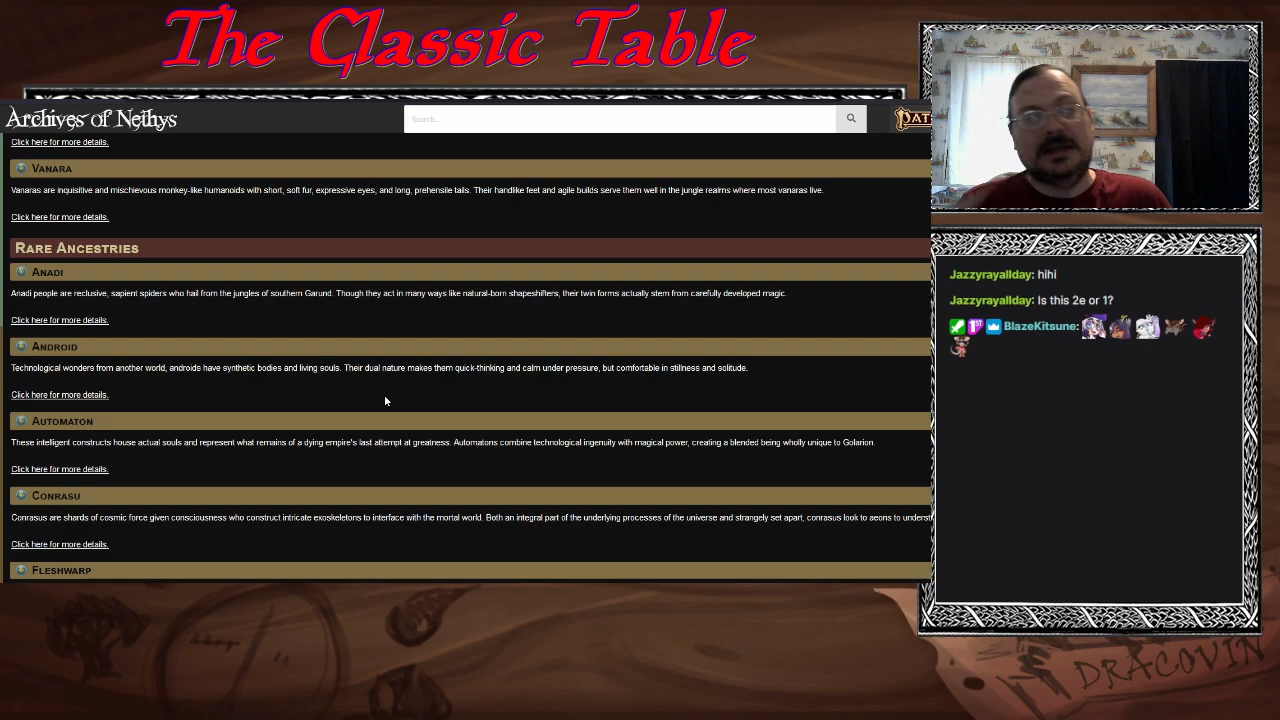 The Classic Table
Archives of Nethys
Search...
PAT
Click here for more details.
Vanara
Vanaras are inquisitive and mischievous monkey-like humanoids with short, soft fur, expressive eyes, and long, prehensile tails. Their handlike feet and agile builds serve them well in the jungle realms where most vanaras live.
Click here for more details.
Rare Ancestries
Anadi
Anadi people are reclusive, sapient spiders who hail from the jungles of southern Garund. Though they act in many ways like natural-born shapeshifters, their twin forms actually stem from carefully developed magic.
Click here for more details.
Android
Technological wonders from another world, androids have synthetic bodies and living souls. Their dual nature makes them quick-thinking and calm under pressure, but comfortable in stillness and solitude.
Click here for more details.
Automaton
These intelligent constructs house actual souls and represent what remains of a dying empire's last attempt at greatness. Automatons combine technological ingenuity with magical power, creating a blended being wholly unique to Golarion.
Click here for more details.
Conrasu
Conrasus are shards of cosmic force given consciousness who construct intricate exoskeletons to interface with the mortal world. Both an integral part of the underlying processes of the universe and strangely set apart, conrasus look to aeons to underst
Click here for more details.
Fleshwarp
Jazzyrayallday: hihi
Jazzyrayallday: Is this 2e or 1?
1ST BlazeKitsune:
DRACOVIN